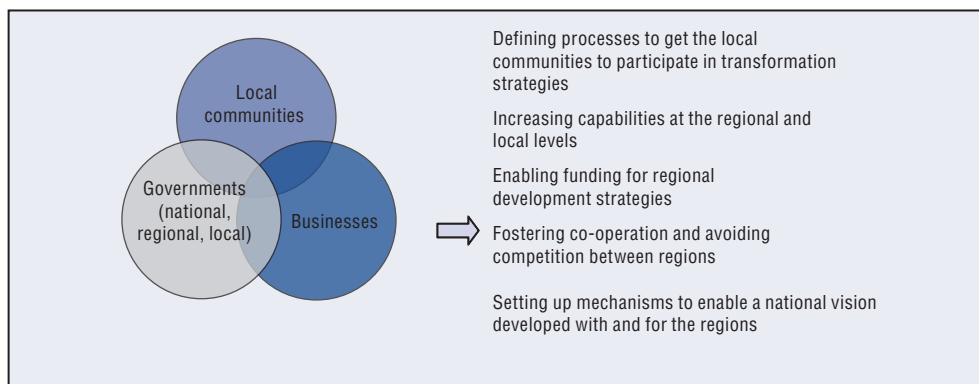 Local
communities
Governments
(national,
regional, local)
Businesses
Defining processes to get the local
communities to participate in transformation
strategies
Increasing capabilities at the regional and
local levels
Enabling funding for regional
development strategies
Fostering co-operation and avoiding
competition between regions
Setting up mechanisms to enable a national vision
developed with and for the regions